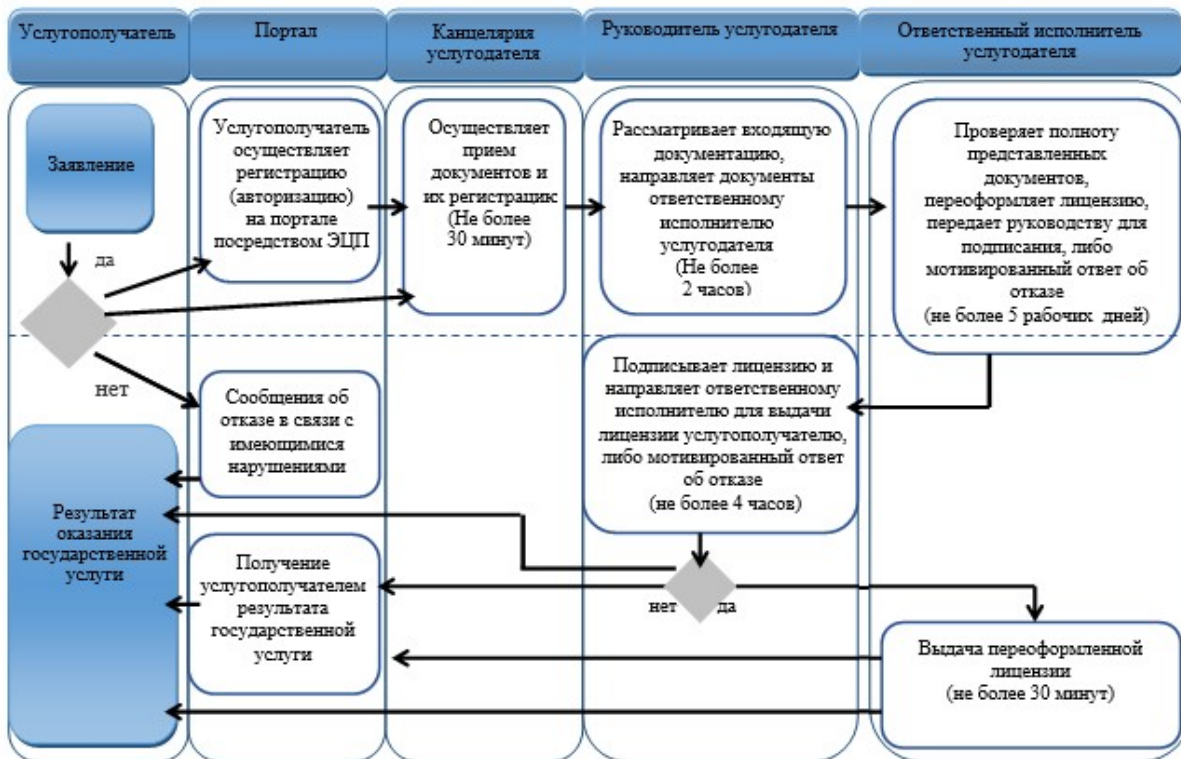 Услугополучатель
Портал
Канцелярия
услугодателя
Руководитель услугодателя
Ответственный исполнитель
услугодателя
Заявление
да
нет
Услугополучатель
осуществляет
регистрацию
(авторизацию)
на портале
посредством ЭЦП
Осуществляет
прием
документов и
их регистрацию
(Не более
30 минут)
Рассматривает входящую
документацию,
направляет документы
ответственному
исполнителю
услугодателя
(Не более
2 часов)
Проверяет полноту
представленных
документов,
переоформляет лицензию,
передает руководству для
подписания, либо
мотивированный ответ об
отказе
(не более 5 рабочих дней)
Сообщения об
отказе в связи с
имеющимися
нарушениями
Подписывает лицензию и
направляет ответственному
исполнителю для выдачи
лицензии услугополучателю,
либо мотивированный ответ
об отказе
(не более 4 часов)
Результат
оказания
государственной
услуги
Получение
услугополучателем
результата
государственной
услуги
нет
да
Выдача переоформленной
лицензии
(не более 30 минут)